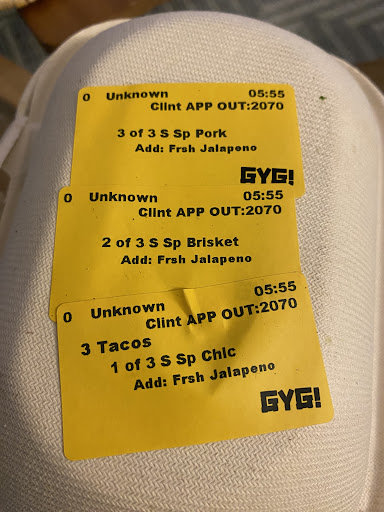 0 Unknown 05:55
Clint APP OUT:2070
3 of 3 S Sp Pork
Add: Frsh Jalapeno
GYG!
0 Unknown 05:55
Clint APP OUT:2070
2 of 3 S Sp Brisket
Add: Frsh Jalapeno
0 Unknown 05:55
Clint APP OUT:2070
3 Tacos
1 of 3 S Sp Chic
Add: Frsh Jalapeno
GYG!